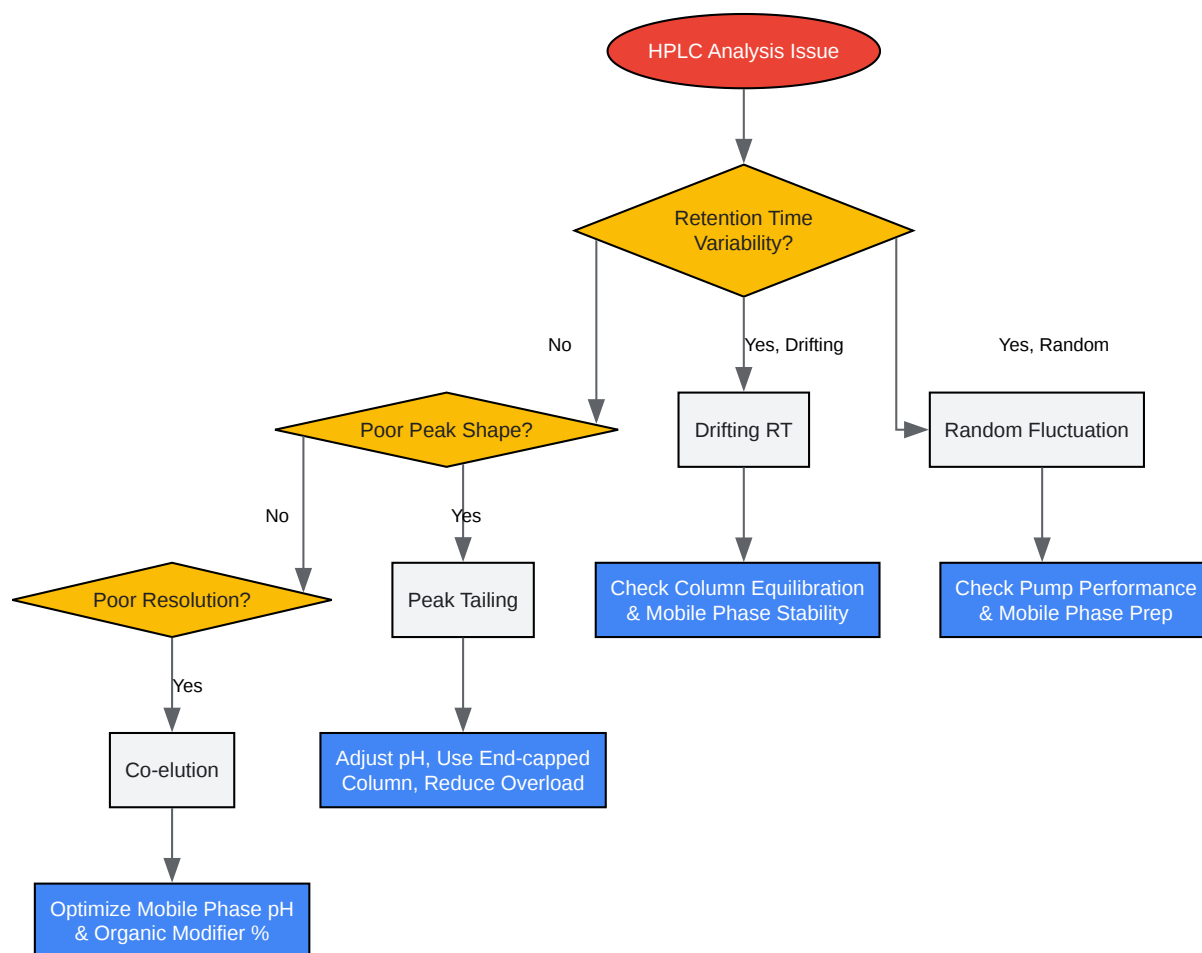 HPLC Analysis Issue
Retention Time
Variability?
No
Yes, Drifting
Yes, Random
Poor Peak Shape?
Drifting RT
Random Fluctuation
No
Yes
Poor Resolution?
Peak Tailing
Check Column Equilibration
& Mobile Phase Stability
Check Pump Performance
& Mobile Phase Prep
Yes
Co-elution
Adjust pH, Use End-capped
Column, Reduce Overload
Optimize Mobile Phase pH
& Organic Modifier %